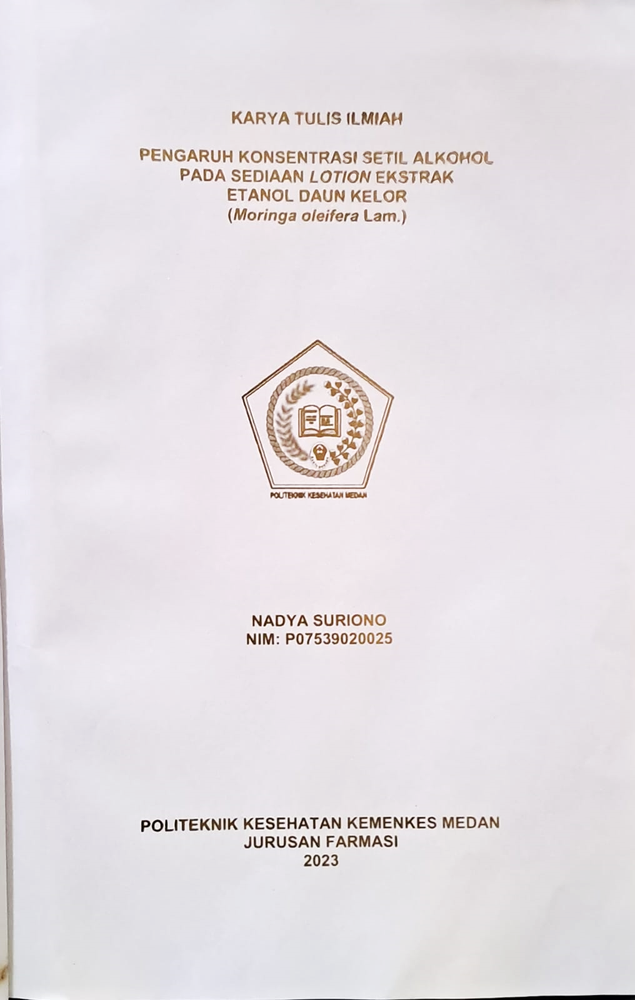 KARYA TULIS ILMIAH
PENGARUH KONSENTRASI SETIL ALKOHOL
PADA SEDIAAN LOTION EKSTRAK
ETANOL DAUN KELOR
(Moringa oleifera Lam.)
POLITEKNIK KESEHATAN MEDAN
NADYA SURIONO
NIM: P07539020025
POLITEKNIK KESEHATAN KEMENKES MEDAN
JURUSAN FARMASI
2023